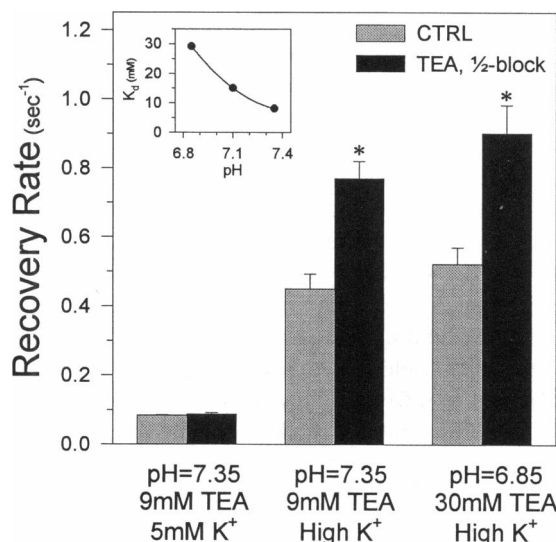 1.2
1.0
0.8
0.6
0.4
0.2
0.0
Recovery Rate (sec⁻¹)
30
20
10
0
K_d (mM)
6.8 7.1 7.4
pH
CTRL
TEA, ½-block
*
*
pH=7.35 pH=7.35 pH=6.85
9mM TEA 9mM TEA 30mM TEA
5mM K⁺ High K⁺ High K⁺